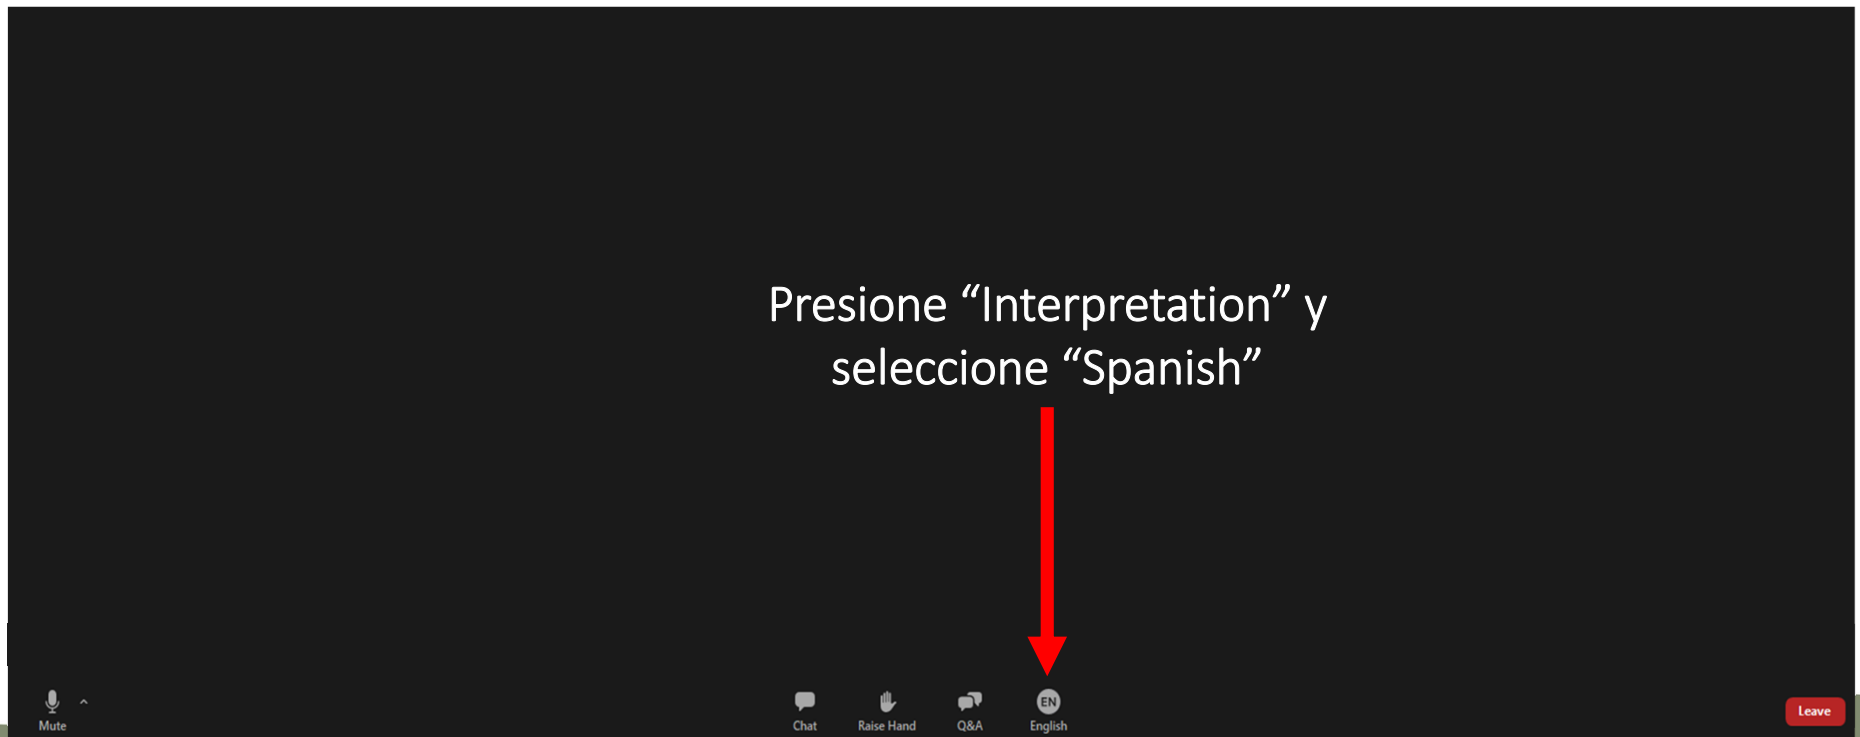 Presione “Interpretation” y
seleccione “Spanish”
EN
Mute
Chat
Raise Hand
Q&A
English
Leave